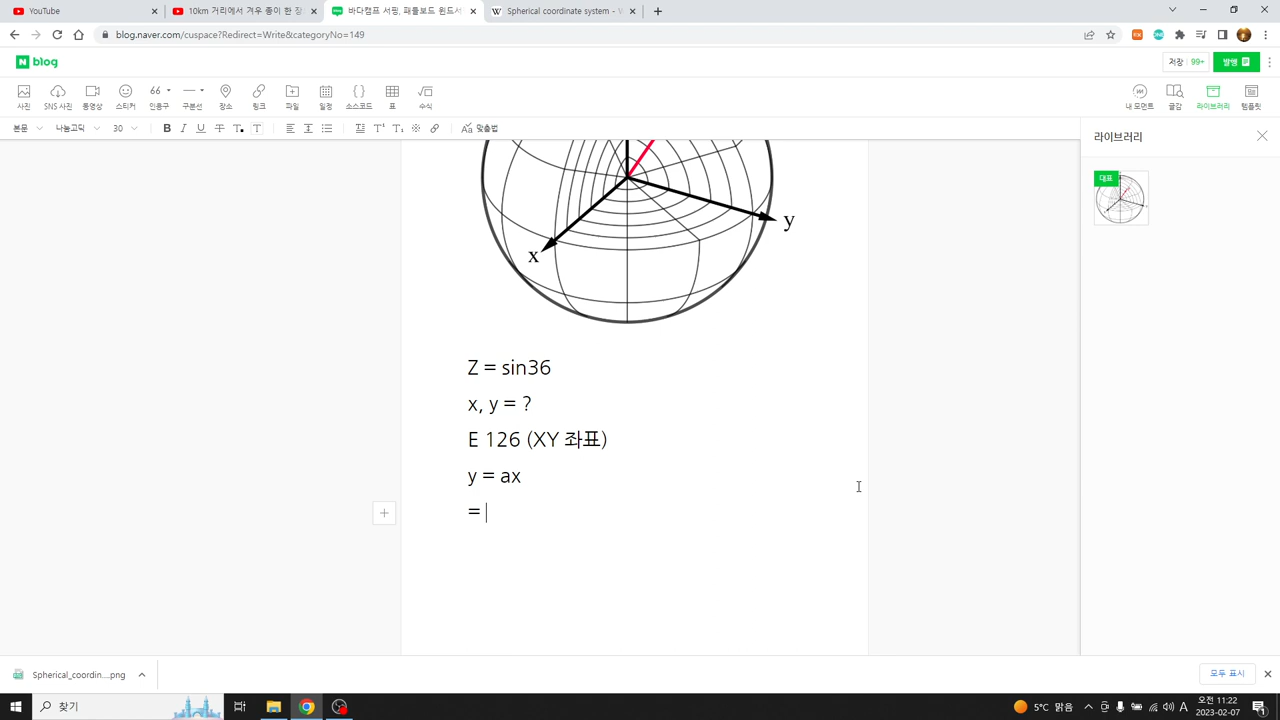 YouTube
10km 거리에서 겨우 종이 한 장
바다캠프 서핑, 패들보드 윈드서
Spherical coordinate system - W
blog.naver.com/cuspace?Redirect=Write&categoryNo=149
N blog
저장 99+ 발행
사진 SNS 사진 동영상 스티커 인용구 구분선 장소 링크 파일 일정 소스코드 표 수식
내 모먼트 글감 라이브러리 템플릿
본문 나눔고딕 30 B I U T T T 맞춤법
라이브러리
대표
x
y
Z = sin36
x, y = ?
E 126 (XY 좌표)
y = ax
=
Spherical_coordin....png
모두 표시
찾기
5°C 맑음
A
오전 11:22
2023-02-07